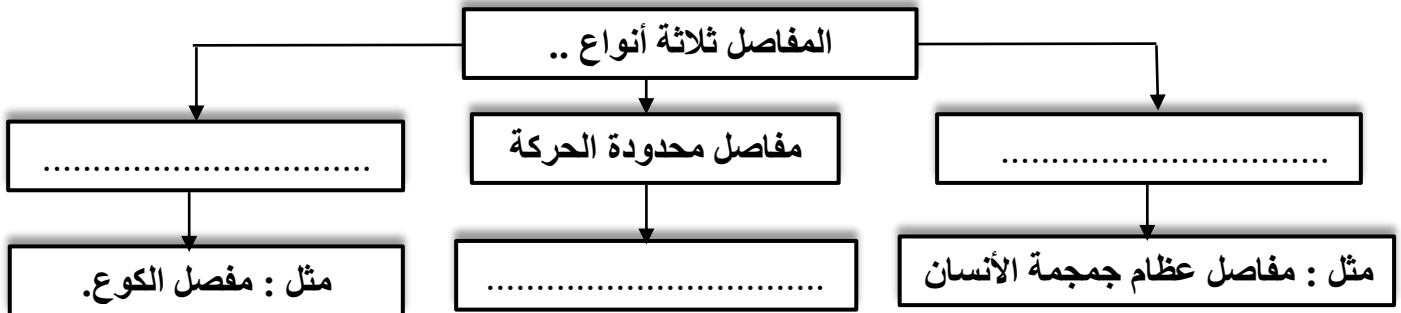 المفاصل ثلاثة أنواع ..
.................................
مفاصل محدودة الحركة
.................................
مثل : مفاصل عظام جمجمة الأنسان
..................................
مثل : مفصل الكوع.